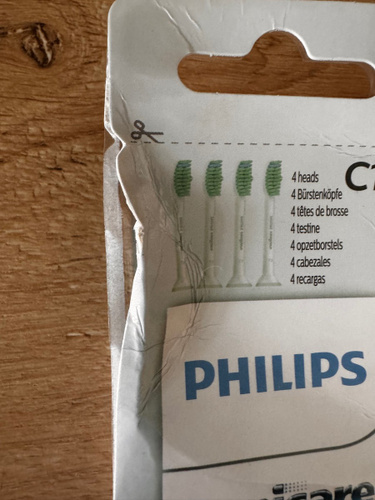 C1
4 heads
4 Bürstenköpfe
4 têtes de brosse
4 testine
4 opzetborstels
4 cabezales
4 recargas
PHILIPS